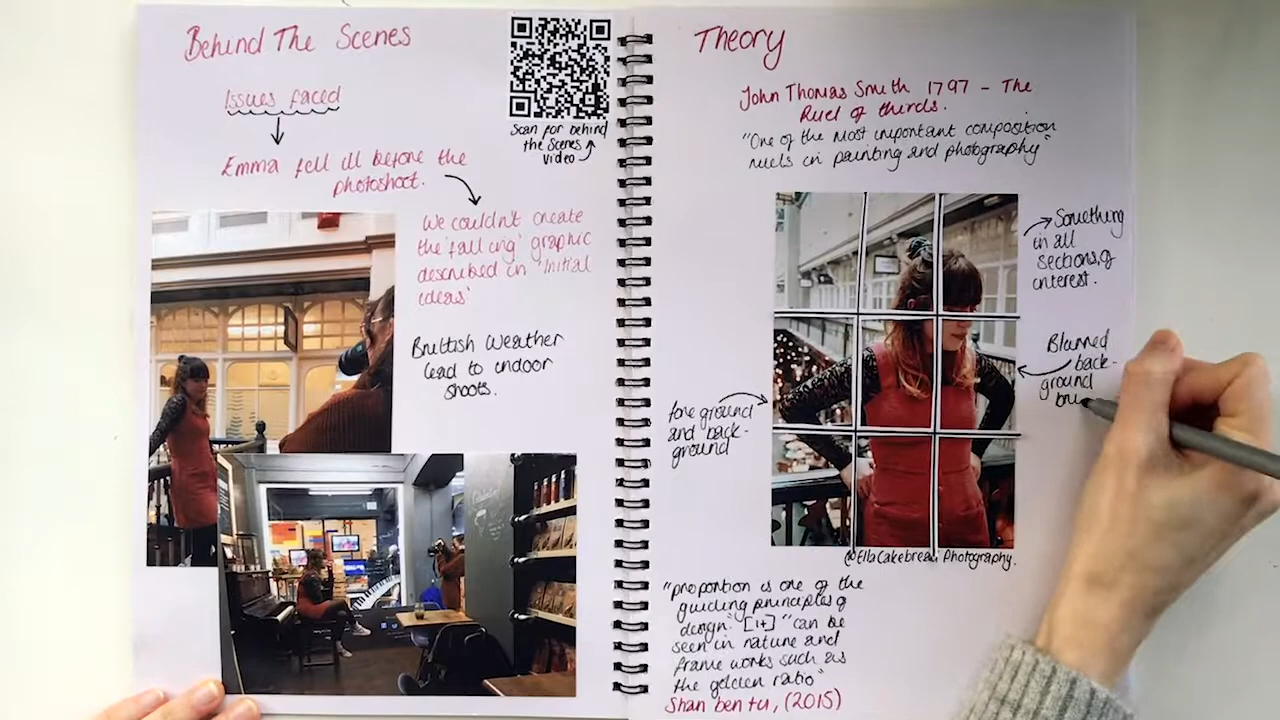 Behind The Scenes
Issues faced
Emma fell ill before the
photoshoot.
We couldn't create
the 'falling' graphic
described in 'Initial
ideas'
Brittish Weather
lead to indoor
shoots.
Scan for behind
the scenes
video
Theory
John Thomas Smith 1797 - The
Ruel of thirds.
"One of the most important composition
ruels in painting and photography"
Something
in all
sections of
interest.
Blurred
back-
ground
fore ground
and back-
ground
Photography.
"proportion is one of the
guiding principles of
design" [it] "can be
seen in nature and
frame works such as
the golden ratio"
Shan ben tu, (2015)